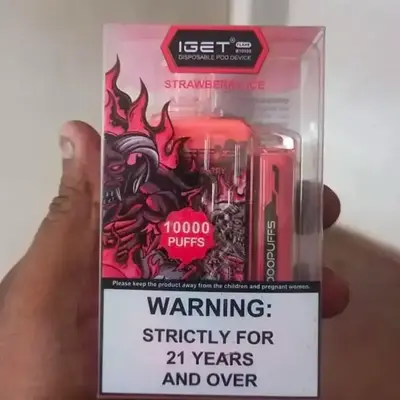 IGET
DISPOSABLE POD DEVICE
STRAWBERRY ICE
10000
PUFFS
Please keep the product away from the children and pregnant women.
WARNING:
STRICTLY FOR
21 YEARS
AND OVER